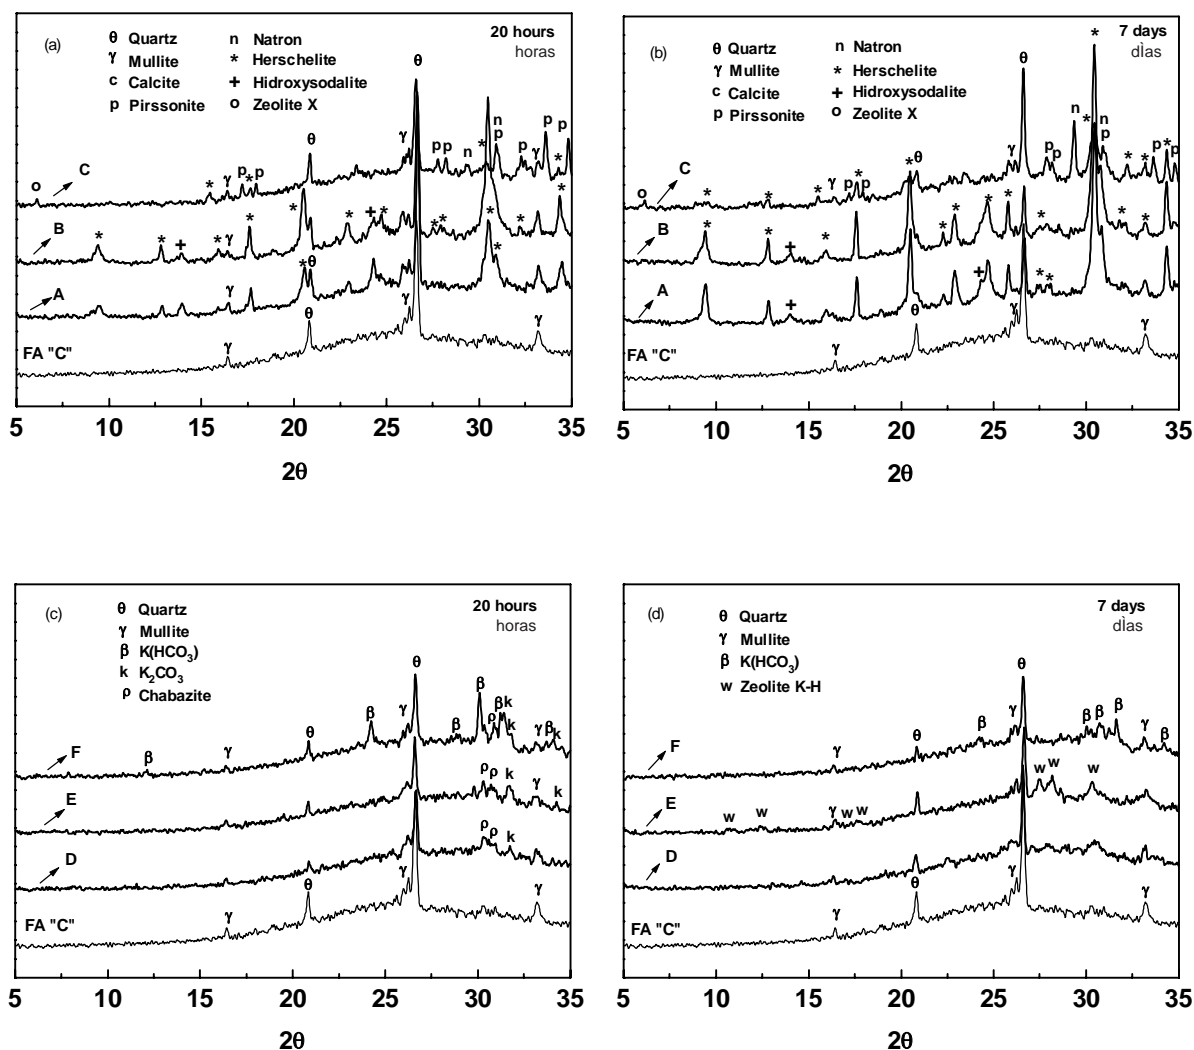 (a)
θ Quartz
γ Mullite
c Calcite
p Pirssonite
n Natron
* Herschelite
+ Hidroxysodalite
o Zeolite X
20 hours
horas
C
B
A
FA "C"
5 10 15 20 25 30 35
2θ
(b)
θ Quartz
γ Mullite
c Calcite
p Pirssonite
n Natron
* Herschelite
+ Hidroxysodalite
o Zeolite X
7 days
dÌas
C
B
A
FA "C"
5 10 15 20 25 30 35
2θ
(c)
θ Quartz
γ Mullite
β K(HCO₃)
k K₂CO₃
ρ Chabazite
20 hours
horas
F
E
D
FA "C"
5 10 15 20 25 30 35
2θ
(d)
θ Quartz
γ Mullite
β K(HCO₃)
w Zeolite K-H
7 days
dÌas
F
E
D
FA "C"
5 10 15 20 25 30 35
2θ